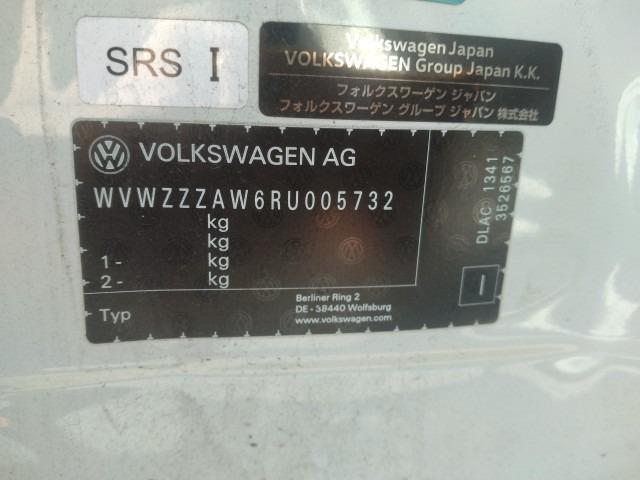 SRS I
Volkswagen Japan
VOLKSWAGEN Group Japan K.K.
フォルクスワーゲン ジャパン
フォルクスワーゲン グループ ジャパン 株式会社
VOLKSWAGEN AG
WVWZZZAW6RU005732
kg
kg
1- kg
2- kg
Typ
Berliner Ring 2
DE-38440 Wolfsburg
www.volkswagen.com
DLAC 1341
3526567
I